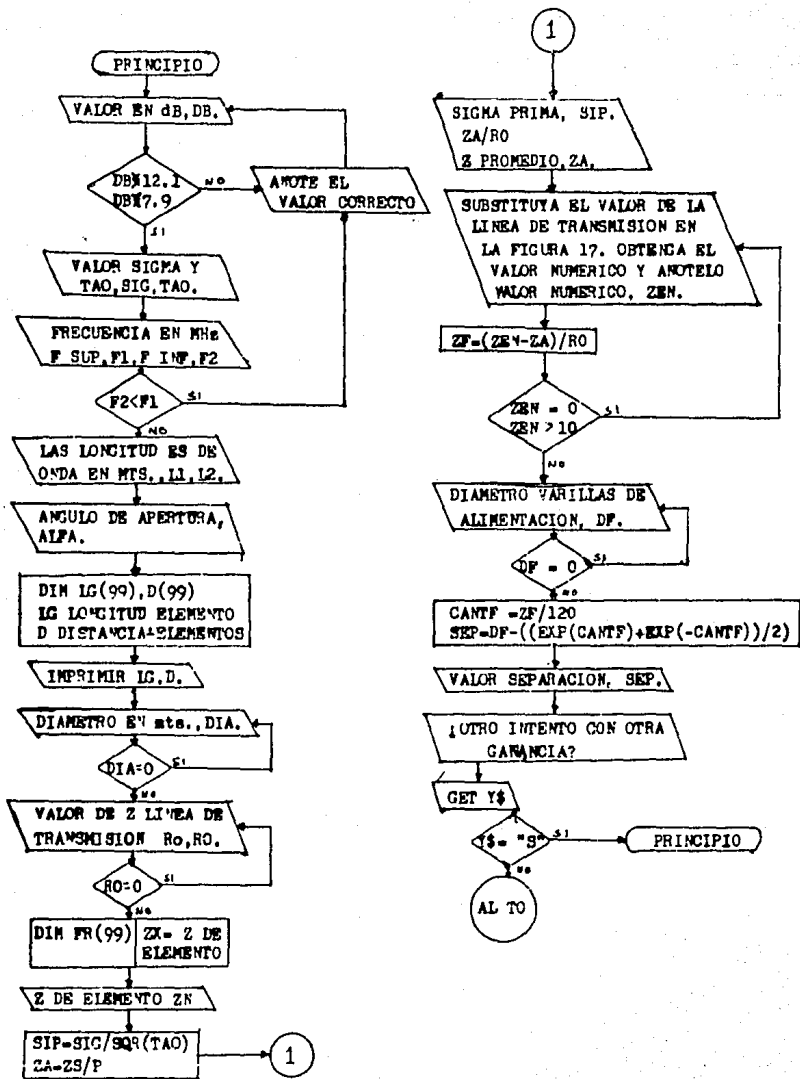 PRINCIPIO
VALOR EN dB, DB.
DB≯12.1
DB≮7.9
NO
ANOTE EL
VALOR CORRECTO
SI
VALOR SIGMA Y
TAO, SIG, TAO.
FRECUENCIA EN MHz
F SUP, F1, F INF, F2
F2<F1
SI
NO
LAS LONGITUD ES DE
ONDA EN MTS., L1, L2.
ANGULO DE APERTURA,
ALFA.
DIM LG(99), D(99)
LG LONGITUD ELEMENTO
D DISTANCIA-ELEMENTOS
IMPRIMIR LG, D.
DIAMETRO EN mts., DIA.
DIA=0
SI
NO
VALOR DE Z LINEA DE
TRANSMISION Ro, RO.
RO=0
SI
NO
DIM FR(99)
ZX= Z DE
ELEMENTO
Z DE ELEMENTO ZN
SIP=SIG/SQR(TAO)
ZA=ZS/P
1
1
SIGMA PRIMA, SIP.
ZA/RO
Z PROMEDIO, ZA.
SUBSTITUYA EL VALOR DE LA
LINEA DE TRANSMISION EN
LA FIGURA 17. OBTENGA EL
VALOR NUMERICO Y ANOTELO
VALOR NUMERICO, ZEN.
ZF=(ZEN-ZA)/RO
ZEN = 0
ZEN >10
SI
NO
DIAMETRO VARILLAS DE
ALIMENTACION, DF.
DF = 0
SI
NO
CANTF =ZF/120
SEP=DF-((EXP(CANTF)+EXP(-CANTF))/2)
VALOR SEPARACION, SEP.
¿OTRO INTENTO CON OTRA
GANANCIA?
GET Y$
Y$= "S"
SI
PRINCIPIO
NO
AL TO